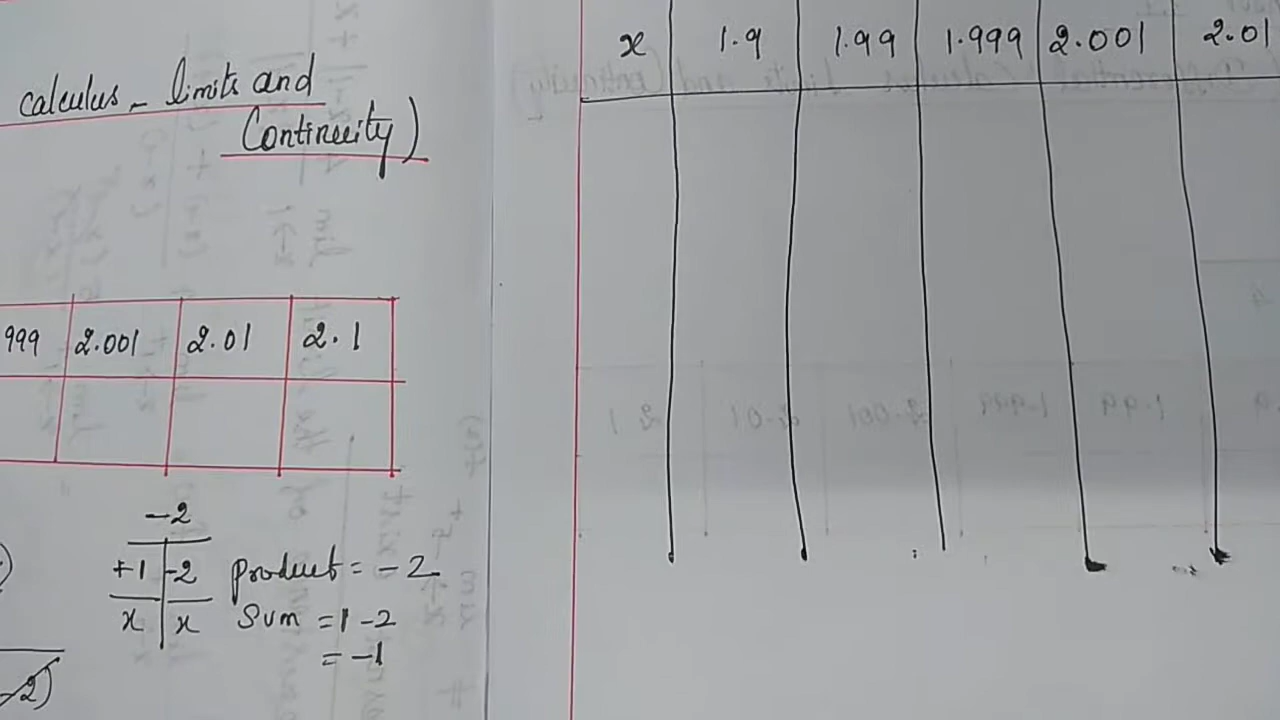 calculus - limits and
Continuity)
999 2.001 2.01 2.1
-2
+1 -2 product = -2
x x Sum = 1 - 2
= -1
-2)
x 1.9 1.99 1.999 2.001 2.01